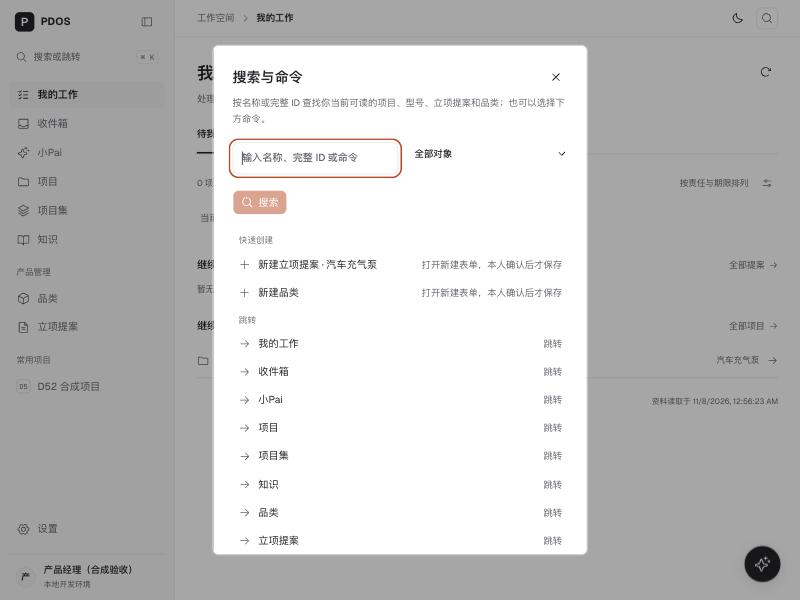 P PDOS
搜索或跳转 ⌘ K
我的工作
收件箱
小Pai
项目
项目集
知识
产品管理
品类
立项提案
常用项目
D5 D52 合成项目
设置
产 产品经理（合成验收）
本地开发环境
工作空间 > 我的工作
我
处理
待我
0 项
按责任与期限排列
当前
继续
全部提案 →
暂无
继续
全部项目 →
汽车充气泵 →
资料读取于 11/8/2026, 12:56:23 AM
搜索与命令
按名称或完整 ID 查找你当前可读的项目、型号、立项提案和品类；也可以选择下
方命令。
输入名称、完整 ID 或命令
全部对象
搜索
快速创建
新建立项提案 · 汽车充气泵 打开新建表单，本人确认后才保存
新建品类 打开新建表单，本人确认后才保存
跳转
我的工作 跳转
收件箱 跳转
小Pai 跳转
项目 跳转
项目集 跳转
知识 跳转
品类 跳转
立项提案 跳转